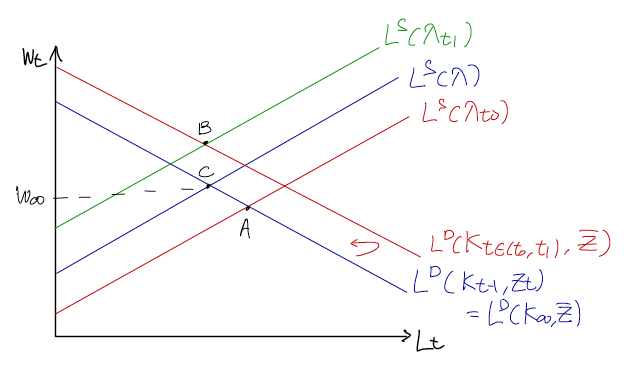 L^S(λt₁)
Wt
L^S(λ)
L^S(λt₀)
B
C
W∞
A
L^D(Kt∈(t₀,t₁), Z̄)
L^D(Kt-1, Zt)
= L^D(K∞, Z̄)
Lt